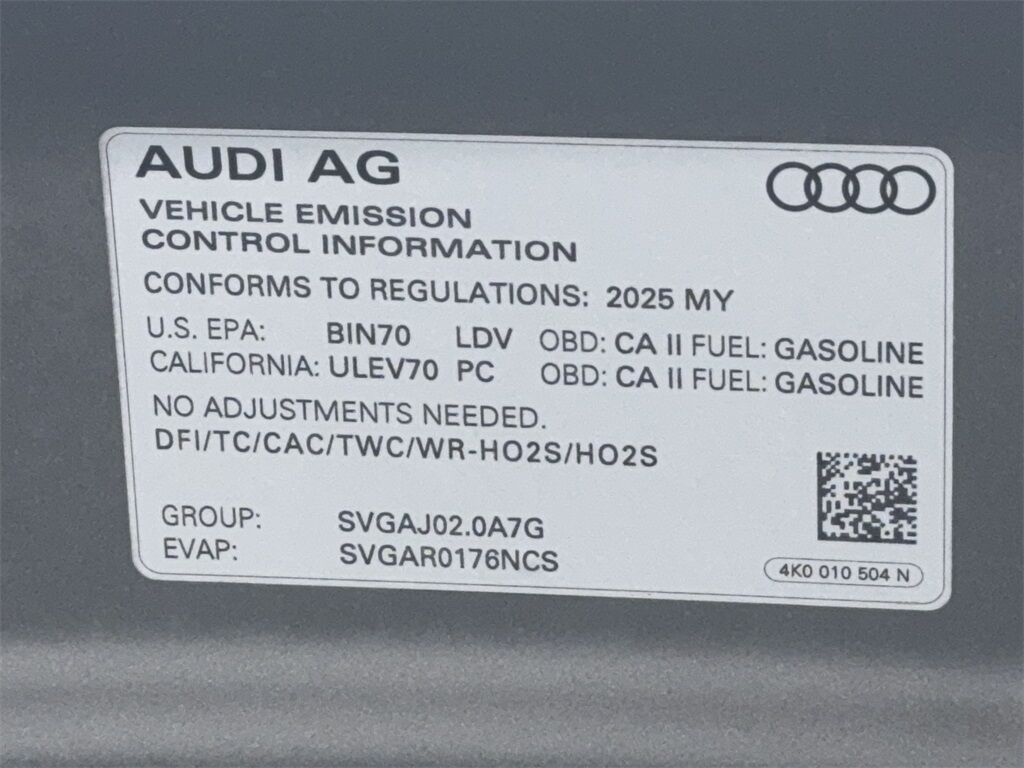 AUDI AG
VEHICLE EMISSION
CONTROL INFORMATION
CONFORMS TO REGULATIONS: 2025 MY
U.S. EPA: BIN70 LDV OBD: CA II FUEL: GASOLINE
CALIFORNIA: ULEV70 PC OBD: CA II FUEL: GASOLINE
NO ADJUSTMENTS NEEDED.
DFI/TC/CAC/TWC/WR-HO2S/HO2S
GROUP: SVGAJ02.0A7G
EVAP: SVGAR0176NCS
4K0 010 504 N